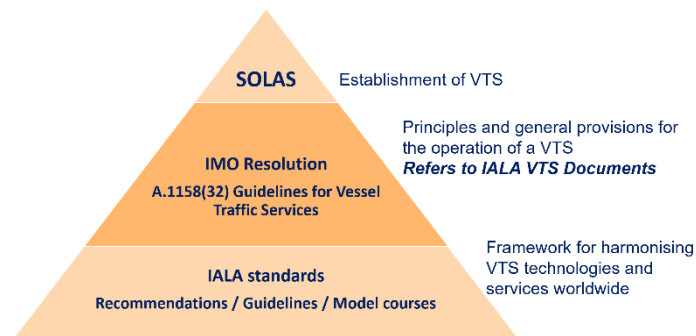 SOLAS
Establishment of VTS
IMO Resolution
A.1158(32) Guidelines for Vessel
Traffic Services
Principles and general provisions for
the operation of a VTS
Refers to IALA VTS Documents
IALA standards
Recommendations / Guidelines / Model courses
Framework for harmonising
VTS technologies and
services worldwide